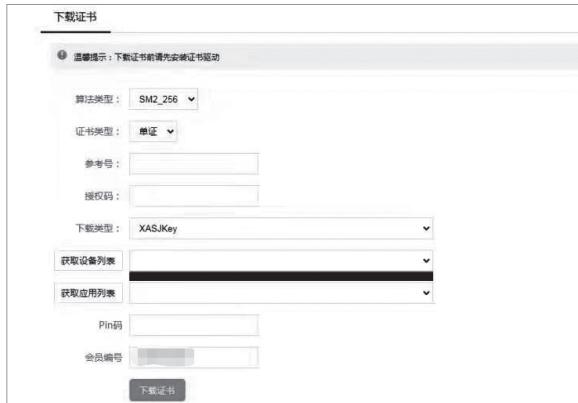 下载证书
温馨提示：下载证书前请先安装证书驱动
算法类型： SM2_256
证书类型： 单证
参考号：
授权码：
下载类型： XASJKey
获取设备列表
获取应用列表
Pin码
会员编号
下载证书